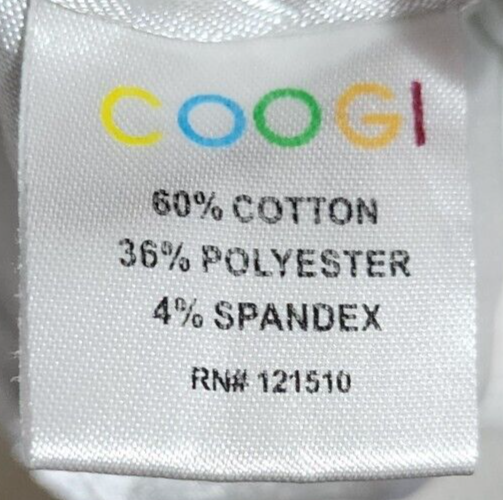 COOGI
60% COTTON
36% POLYESTER
4% SPANDEX
RN# 121510